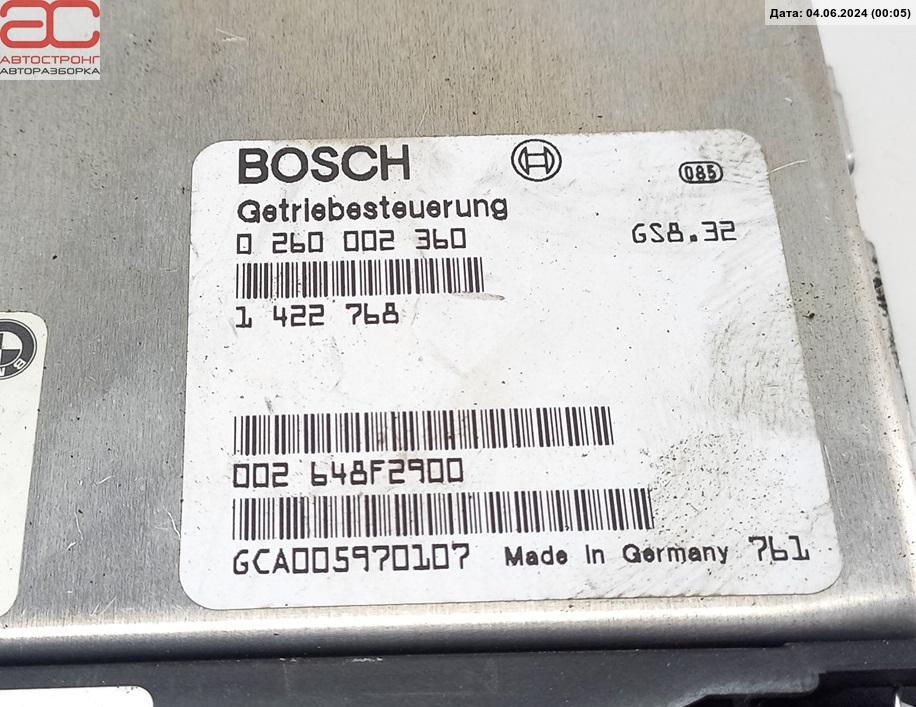 Дата: 04.06.2024 (00:05)
АС
АВТОСТРОНГ
АВТОРАЗБОРКА
BOSCH
085
Getriebesteuerung
0 260 002 360 GS8.32
1 422 768
002 648F2900
GCA005970107 Made in Germany 761
B